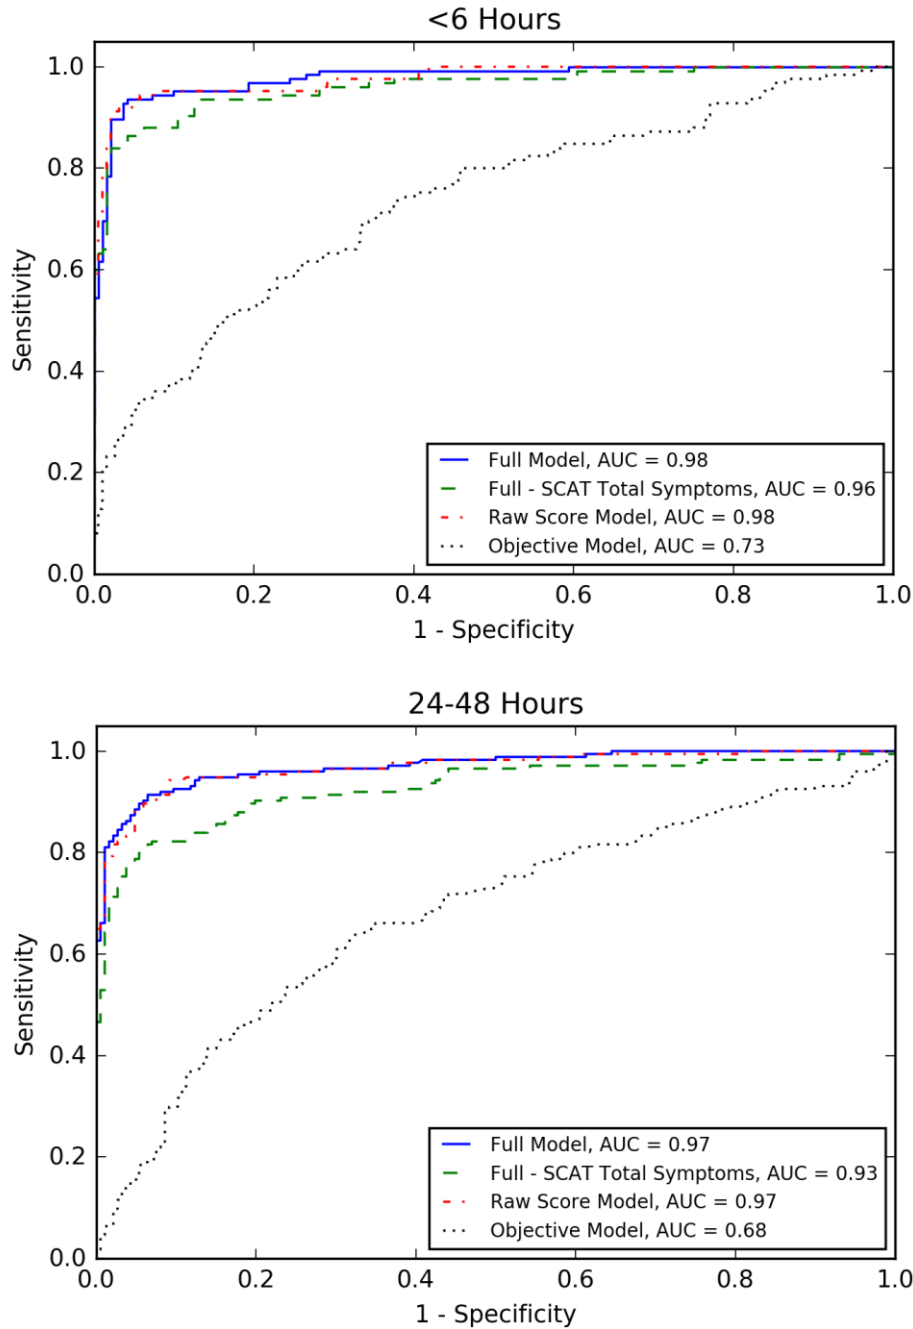 <6 Hours
1.0
0.8
0.6
0.4
0.2
0.0
Sensitivity
Full Model, AUC = 0.98
Full - SCAT Total Symptoms, AUC = 0.96
Raw Score Model, AUC = 0.98
Objective Model, AUC = 0.73
0.0 0.2 0.4 0.6 0.8 1.0
1 - Specificity
24-48 Hours
1.0
0.8
0.6
0.4
0.2
0.0
Sensitivity
Full Model, AUC = 0.97
Full - SCAT Total Symptoms, AUC = 0.93
Raw Score Model, AUC = 0.97
Objective Model, AUC = 0.68
0.0 0.2 0.4 0.6 0.8 1.0
1 - Specificity